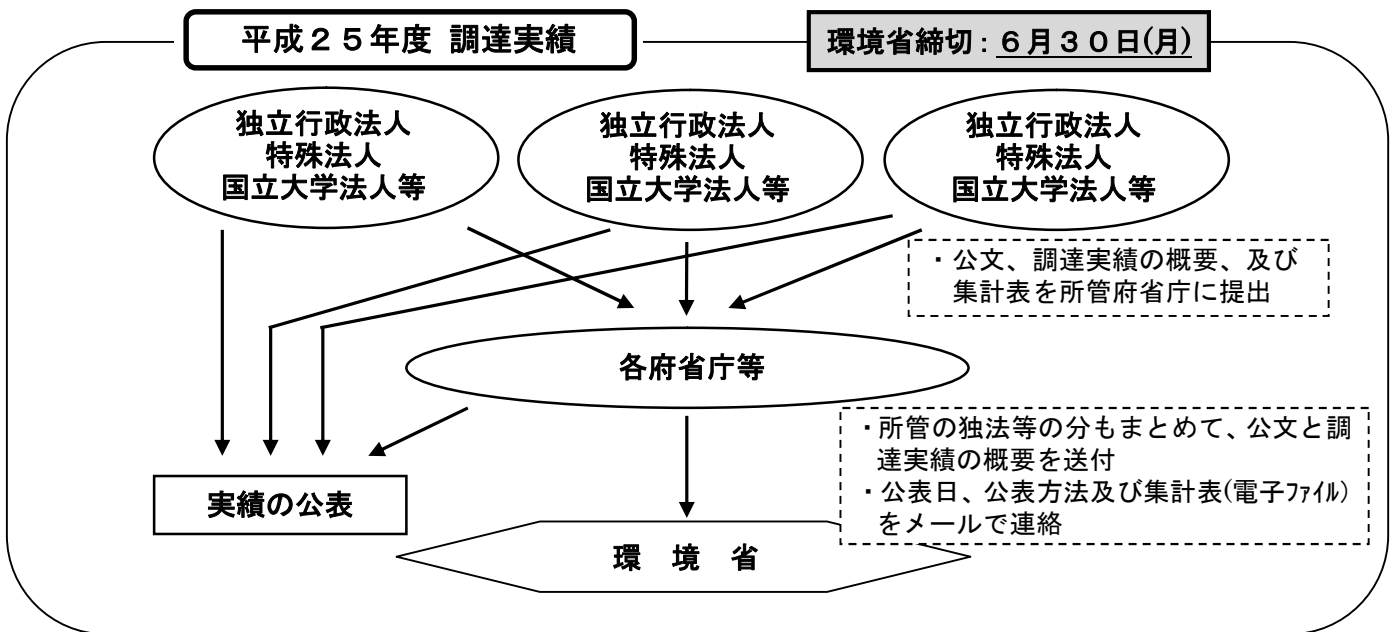 平成２５年度 調達実績
環境省締切：６月３０日(月)
独立行政法人
特殊法人
国立大学法人等
独立行政法人
特殊法人
国立大学法人等
独立行政法人
特殊法人
国立大学法人等
・公文、調達実績の概要、及び
集計表を所管府省庁に提出
各府省庁等
・所管の独法等の分もまとめて、公文と調
達実績の概要を送付
・公表日、公表方法及び集計表(電子ﾌｧｲﾙ)
をメールで連絡
実績の公表
環 境 省